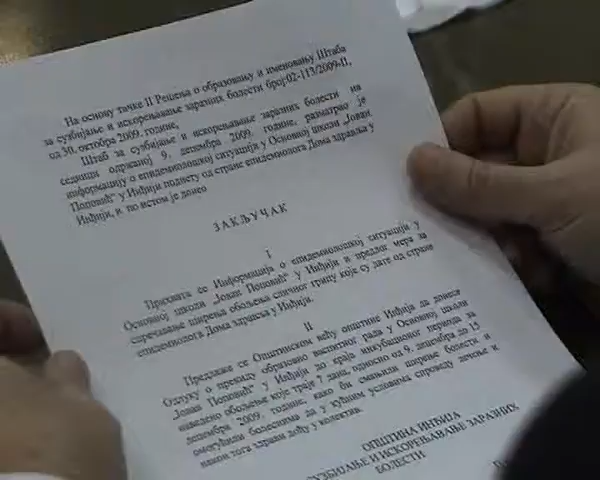 На основу тачке II Решења о образовању и именовању Штаба
за сузбијање и искорењавање заразних болести број:02-113/2009-II,
од 30. октобра 2009. године,
Штаб за сузбијање и искорењавање заразних болести на
седници одржаној 9. децембра 2009. године, разматрао је
информацију о епидемиолошкој ситуацији у Основној школи „Јован
Поповић“ у Инђији поднету од стране епидемиолога Дома здравља у
Инђији, и по истом је донео
ЗАКЉУЧАК
I
Прихвата се Информација о епидемиолошкој ситуацији у
Основној школи „Јован Поповић“ у Инђији и предлог мера за
спречавање ширења обољења сличног грипу које су дате од стране
епидемиолога Дома здравља у Инђији.
II
Предлаже се Општинском већу општине Инђија да донесе
Одлуку о прекиду образовно васпитног рада у Основној школи
„Јован Поповић“ у Инђији до краја инкубационог периода за
наведено обољење које траје 7 дана, односно од 9. децембра до 15
децембра 2009. године, како би смањили ширење болести и
омогућили болеснима да у кућним условима спроведу лечење и
након тога здрави дођу у колектив.
ОПШТИНА ИНЂИЈА
СУЗБИЈАЊЕ И ИСКОРЕЊАВАЊЕ ЗАРАЗНИХ
БОЛЕСТИ